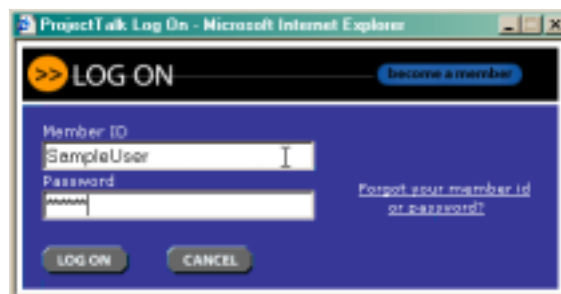 ProjectTalk Log On - Microsoft Internet Explorer
>> LOG ON
become a member
Member ID
SampleUser
Password
Forgot your member id
or password?
LOG ON
CANCEL